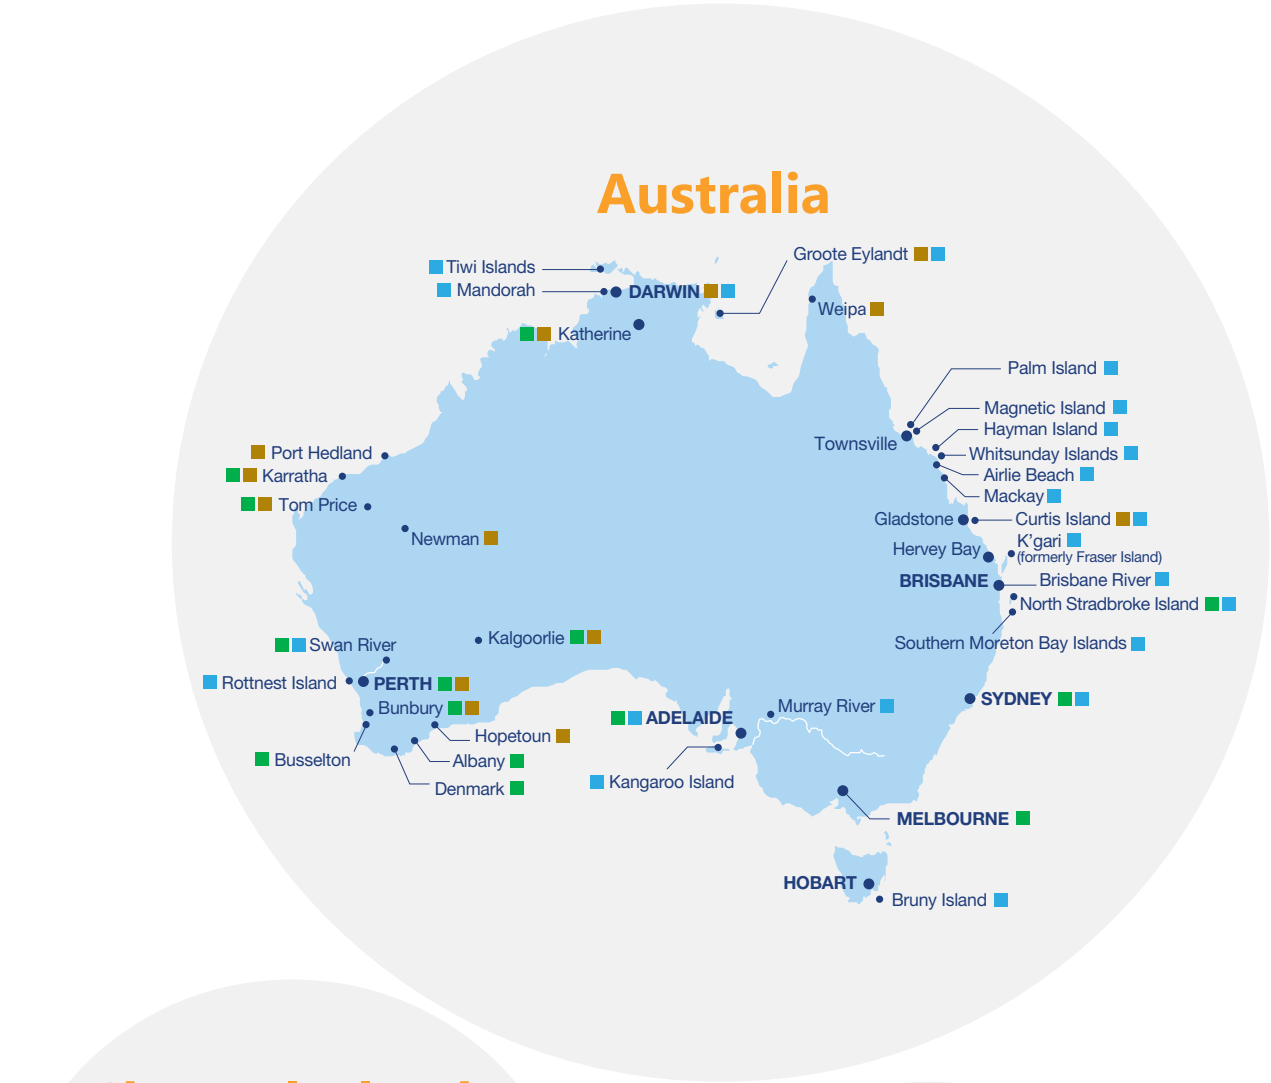 Australia
Groote Eylandt
Tiwi Islands
Mandorah
DARWIN
Weipa
Katherine
Palm Island
Magnetic Island
Hayman Island
Townsville
Whitsunday Islands
Port Hedland
Karratha
Airlie Beach
Mackay
Tom Price
Gladstone
Curtis Island
Newman
K’gari
(formerly Fraser Island)
Hervey Bay
BRISBANE
Brisbane River
North Stradbroke Island
Kalgoorlie
Swan River
Southern Moreton Bay Islands
Rottnest Island
PERTH
SYDNEY
Bunbury
Murray River
ADELAIDE
Hopetoun
Busselton
Albany
Kangaroo Island
Denmark
MELBOURNE
HOBART
Bruny Island